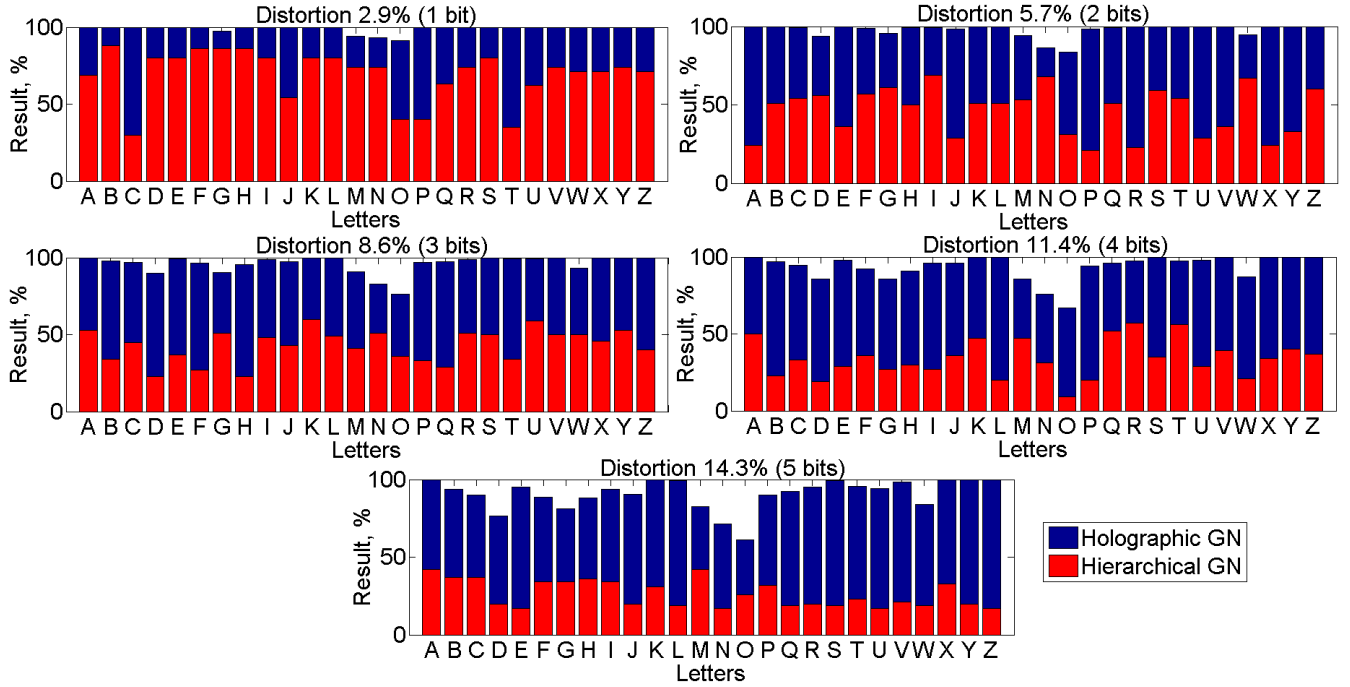 Distortion 2.9% (1 bit)
100
50
0
Result, %
A B C D E F G H I J K L M N O P Q R S T U V W X Y Z
Letters
Distortion 5.7% (2 bits)
100
50
0
Result, %
A B C D E F G H I J K L M N O P Q R S T U V W X Y Z
Letters
Distortion 8.6% (3 bits)
100
50
0
Result, %
A B C D E F G H I J K L M N O P Q R S T U V W X Y Z
Letters
Distortion 11.4% (4 bits)
100
50
0
Result, %
A B C D E F G H I J K L M N O P Q R S T U V W X Y Z
Letters
Distortion 14.3% (5 bits)
100
50
0
Result, %
A B C D E F G H I J K L M N O P Q R S T U V W X Y Z
Letters
Holographic GN
Hierarchical GN